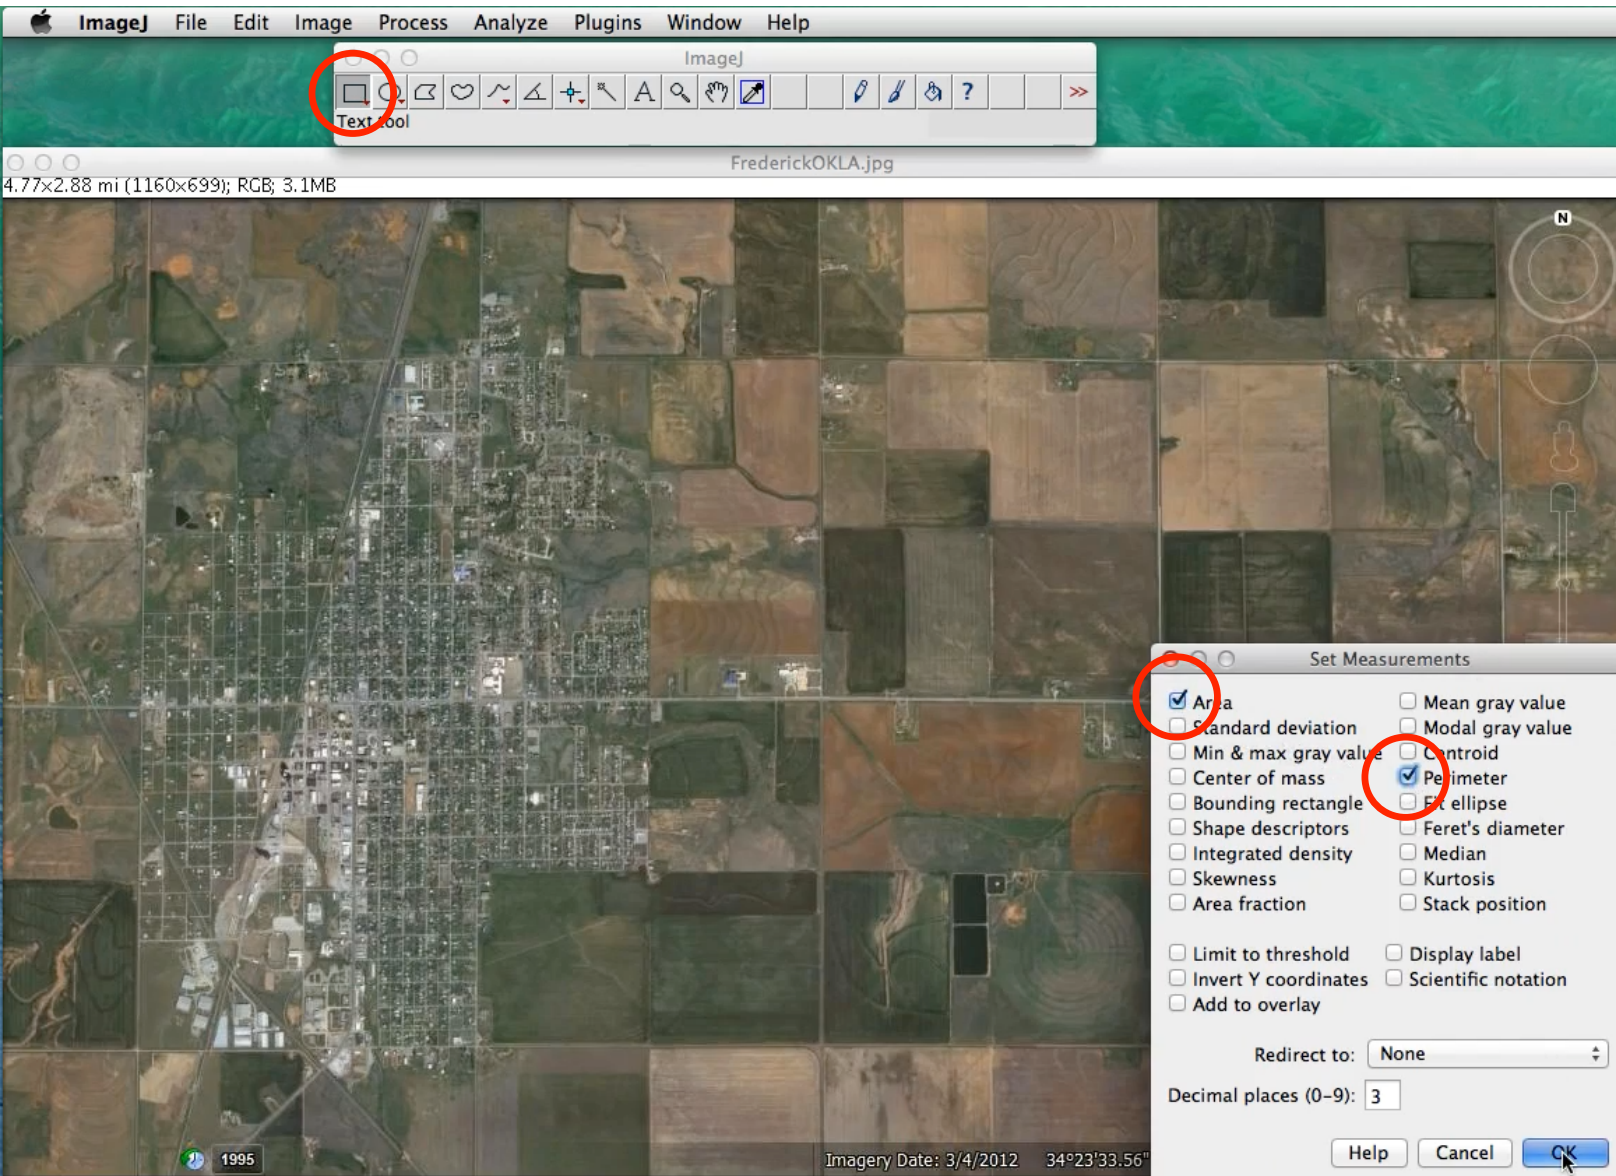 ImageJ File Edit Image Process Analyze Plugins Window Help
ImageJ
A ? >>
Text tool
FrederickOKLA.jpg
4.77x2.88 mi (1160x699); RGB; 3.1MB
N
Set Measurements
Area Mean gray value
Standard deviation Modal gray value
Min & max gray value Centroid
Center of mass Perimeter
Bounding rectangle Fit ellipse
Shape descriptors Feret's diameter
Integrated density Median
Skewness Kurtosis
Area fraction Stack position
Limit to threshold Display label
Invert Y coordinates Scientific notation
Add to overlay
Redirect to: None
Decimal places (0-9): 3
Help Cancel OK
1995
Imagery Date: 3/4/2012 34°23'33.56"